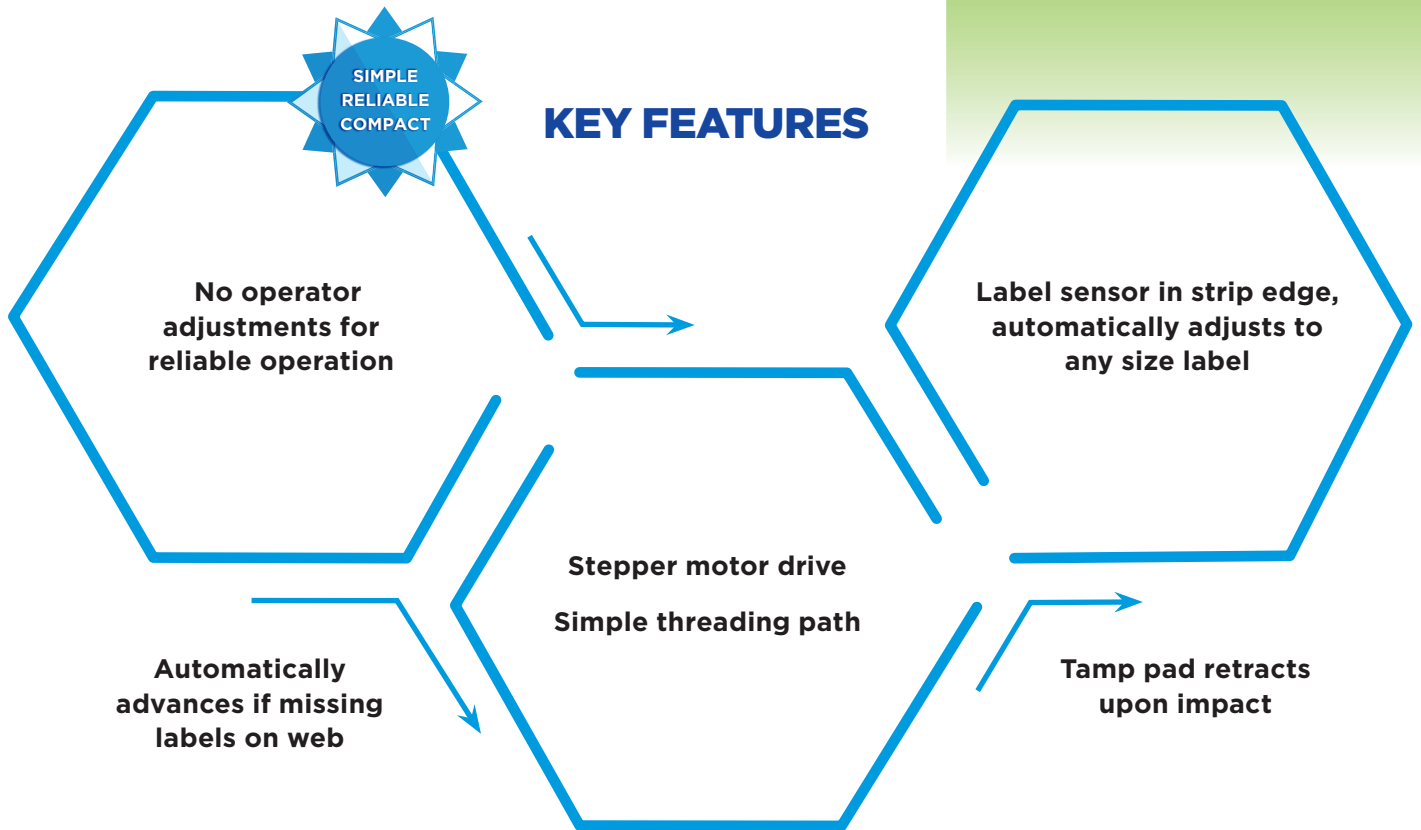 SIMPLE
RELIABLE
COMPACT
KEY FEATURES
No operator
adjustments for
reliable operation
Label sensor in strip edge,
automatically adjusts to
any size label
Stepper motor drive
Simple threading path
Automatically
advances if missing
labels on web
Tamp pad retracts
upon impact